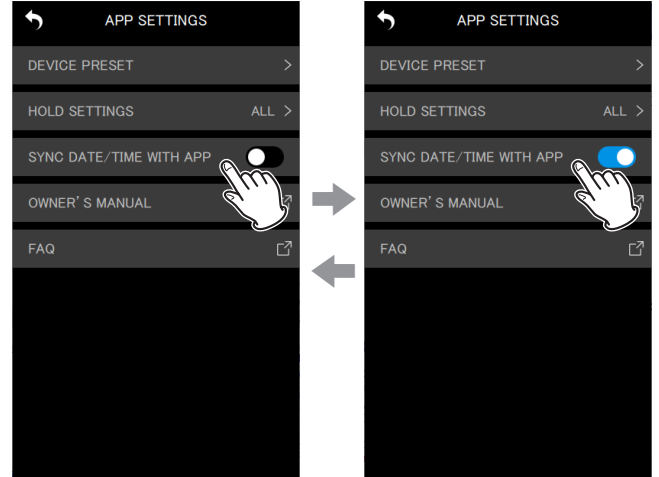 APP SETTINGS
DEVICE PRESET
HOLD SETTINGS ALL
SYNC DATE/TIME WITH APP
OWNER'S MANUAL
FAQ
APP SETTINGS
DEVICE PRESET
HOLD SETTINGS ALL
SYNC DATE/TIME WITH APP
OWNER'S MANUAL
FAQ